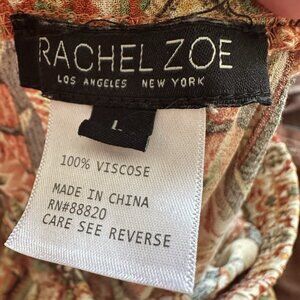 RACHEL ZOE
LOS ANGELES NEW YORK
L
100% VISCOSE
MADE IN CHINA
RN#88820
CARE SEE REVERSE